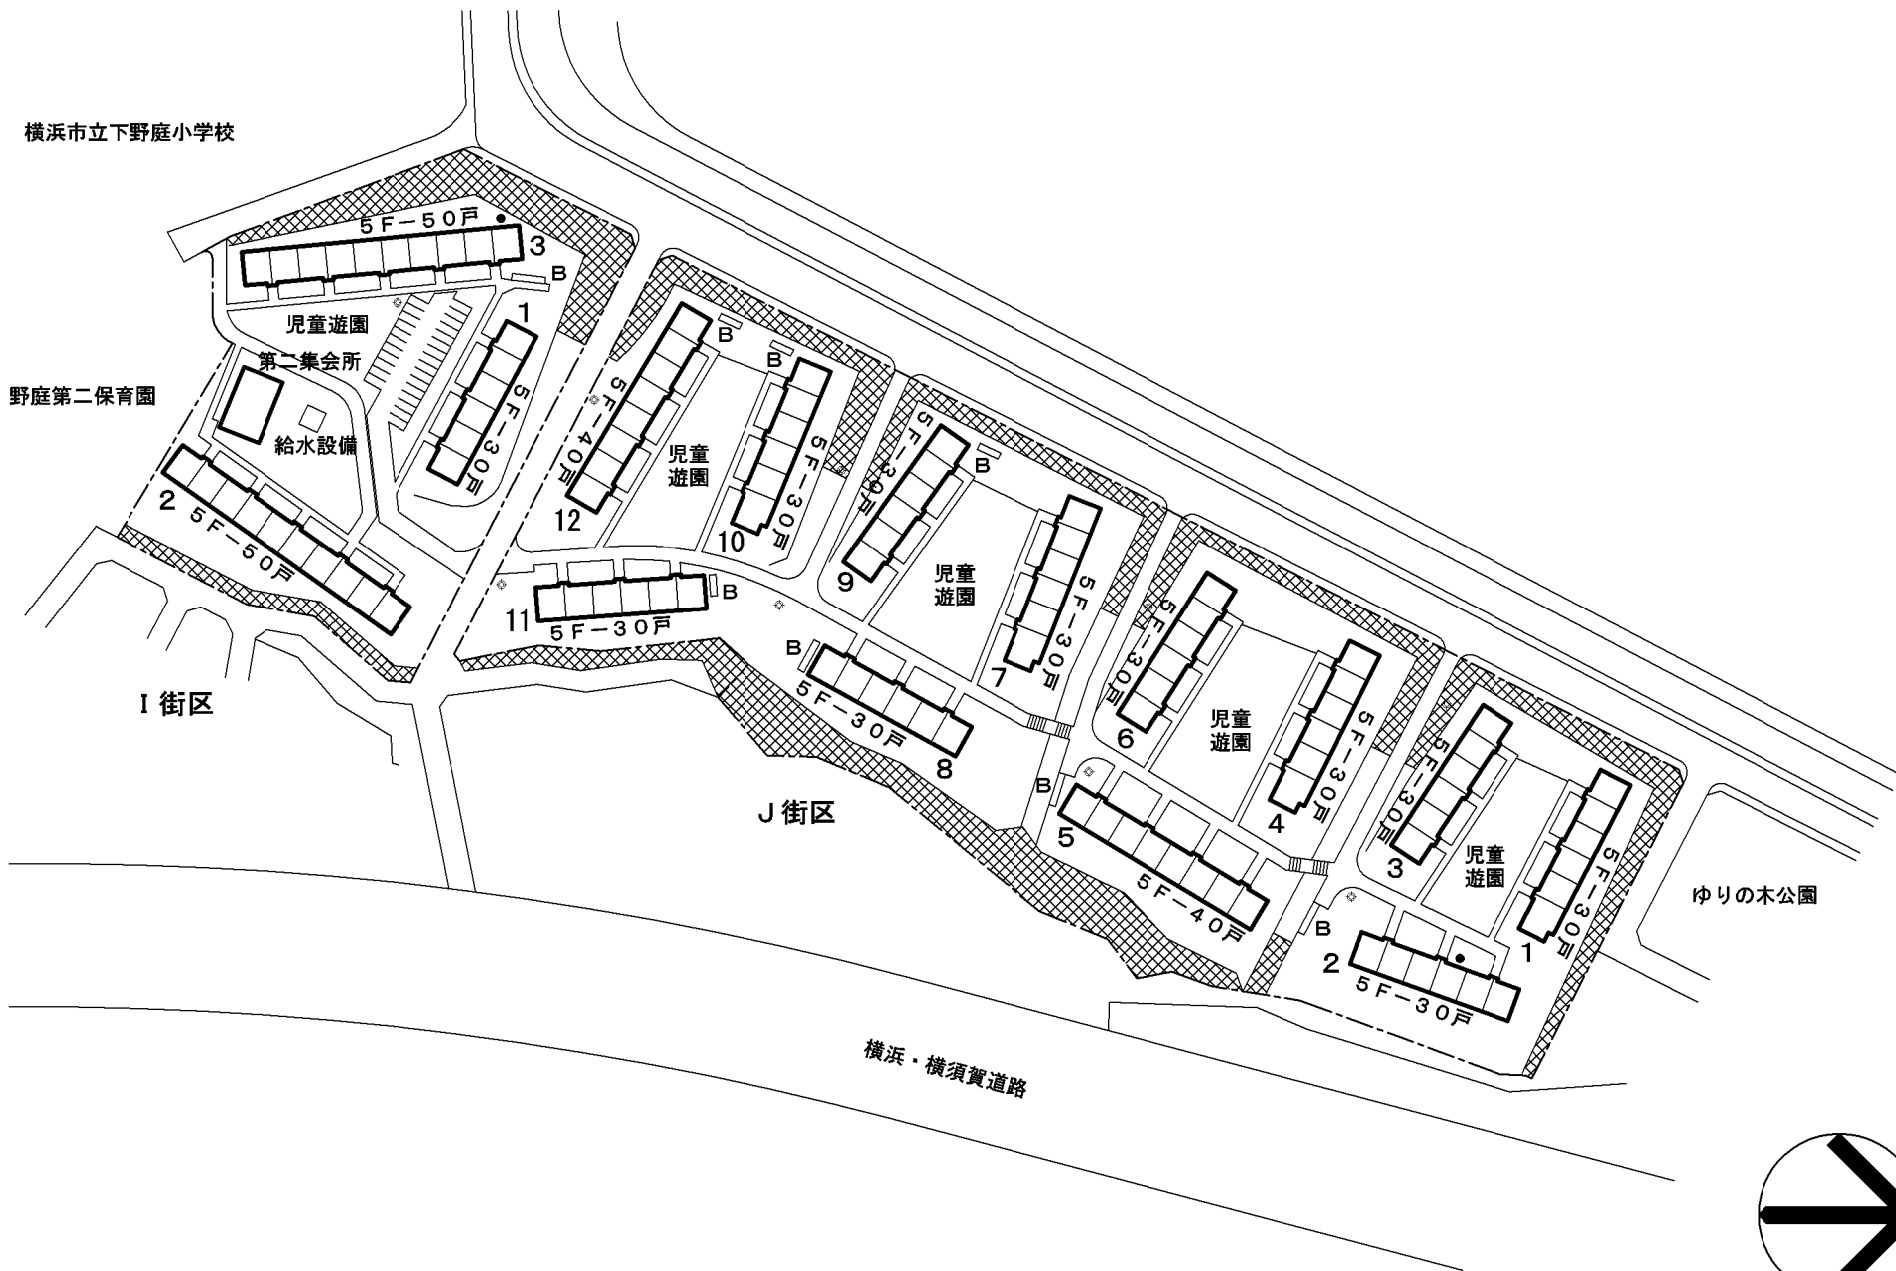 横浜市立下野庭小学校
5F-50戸
3
B
児童遊園
1
第二集会所
5F-30戸
野庭第二保育園
給水設備
2
5F-50戸
I 街区
B
B
5F-40戸
児童
遊園
5F-30戸
12
10
11
5F-30戸
B
5F-30戸
B
児童
遊園
9
5F-30戸
7
B
5F-30戸
8
J 街区
5F-30戸
6
児童
遊園
5F-30戸
4
B
5
5F-40戸
5F-30戸
3
児童
遊園
5F-30戸
1
B
2
5F-30戸
ゆりの木公園
横浜・横須賀道路